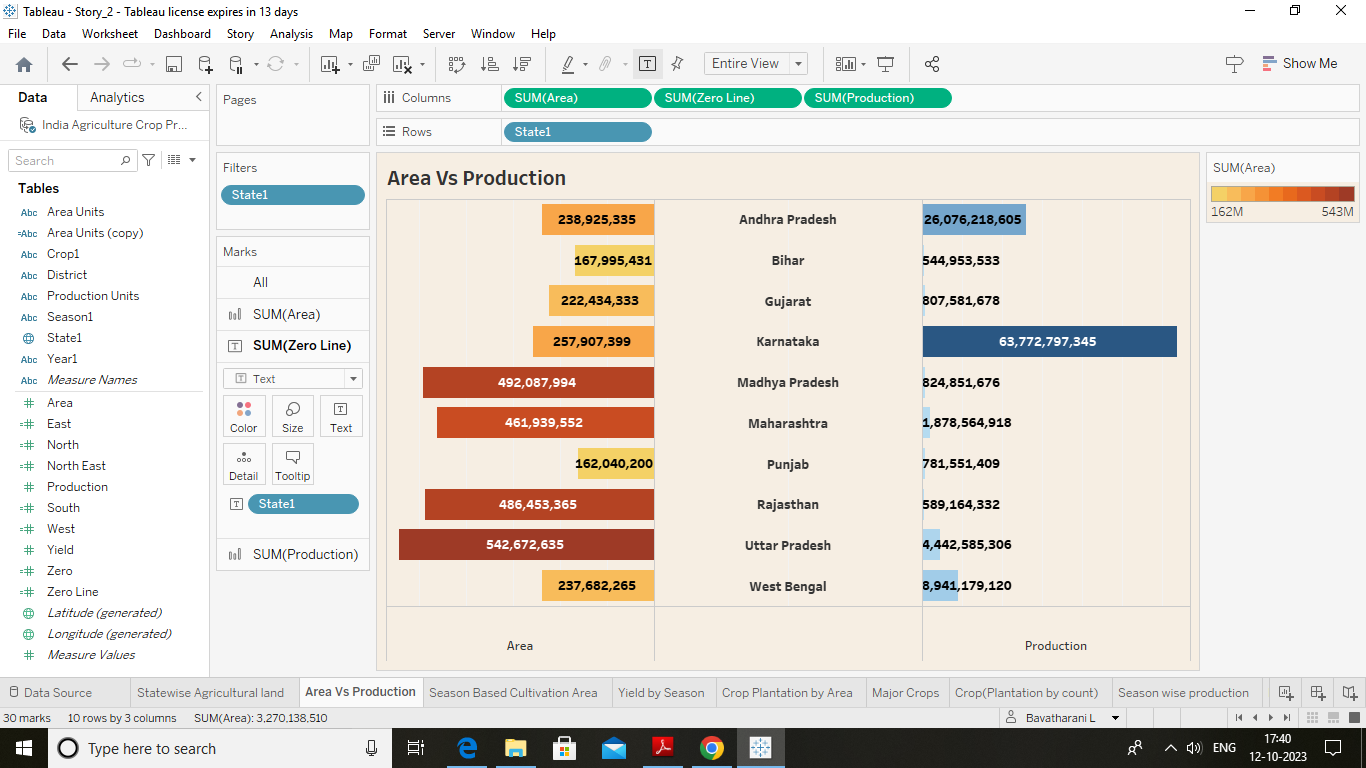 Tableau - Story_2 - Tableau license expires in 13 days
File Data Worksheet Dashboard Story Analysis Map Format Server Window Help
Entire View
Show Me
Data Analytics
India Agriculture Crop Pr...
Search
Tables
Abc Area Units
=Abc Area Units (copy)
Abc Crop1
Abc District
Abc Production Units
Abc Season1
State1
Abc Year1
Abc Measure Names
# Area
=# East
=# North
=# North East
# Production
=# South
=# West
# Yield
=# Zero
=# Zero Line
Latitude (generated)
Longitude (generated)
# Measure Values
Pages
Filters
State1
Marks
All
SUM(Area)
T SUM(Zero Line)
T Text
Color Size Text
Detail Tooltip
T State1
SUM(Production)
Columns SUM(Area) SUM(Zero Line) SUM(Production)
Rows State1
Area Vs Production
238,925,335 Andhra Pradesh 26,076,218,605
167,995,431 Bihar 544,953,533
222,434,333 Gujarat 807,581,678
257,907,399 Karnataka 63,772,797,345
492,087,994 Madhya Pradesh 824,851,676
461,939,552 Maharashtra 1,878,564,918
162,040,200 Punjab 781,551,409
486,453,365 Rajasthan 589,164,332
542,672,635 Uttar Pradesh 4,442,585,306
237,682,265 West Bengal 8,941,179,120
Area Production
SUM(Area)
162M 543M
Data Source Statewise Agricultural land Area Vs Production Season Based Cultivation Area Yield by Season Crop Plantation by Area Major Crops Crop(Plantation by count) Season wise production
30 marks 10 rows by 3 columns SUM(Area): 3,270,138,510 Bavatharani L
Type here to search
ENG
17:40
12-10-2023